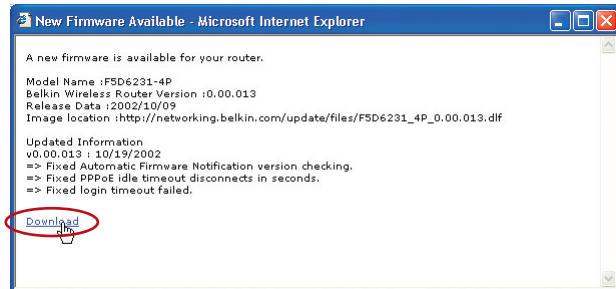 New Firmware Available - Microsoft Internet Explorer
A new firmware is available for your router.
Model Name :F5D6231-4P
Belkin Wireless Router Version :0.00.013
Release Data :2002/10/09
Image location :http://networking.belkin.com/update/files/F5D6231_4P_0.00.013.dlf
Updated Information
v0.00.013 : 10/19/2002
=> Fixed Automatic Firmware Notification version checking.
=> Fixed PPPoE idle timeout disconnects in seconds.
=> Fixed login timeout failed.
Download